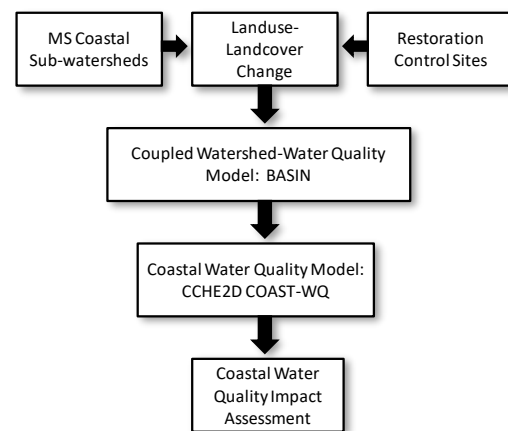 MS Coastal
Sub-watersheds
Landuse-
Landcover
Change
Restoration
Control Sites
Coupled Watershed-Water Quality
Model: BASIN
Coastal Water Quality Model:
CCHE2D COAST-WQ
Coastal Water
Quality Impact
Assessment